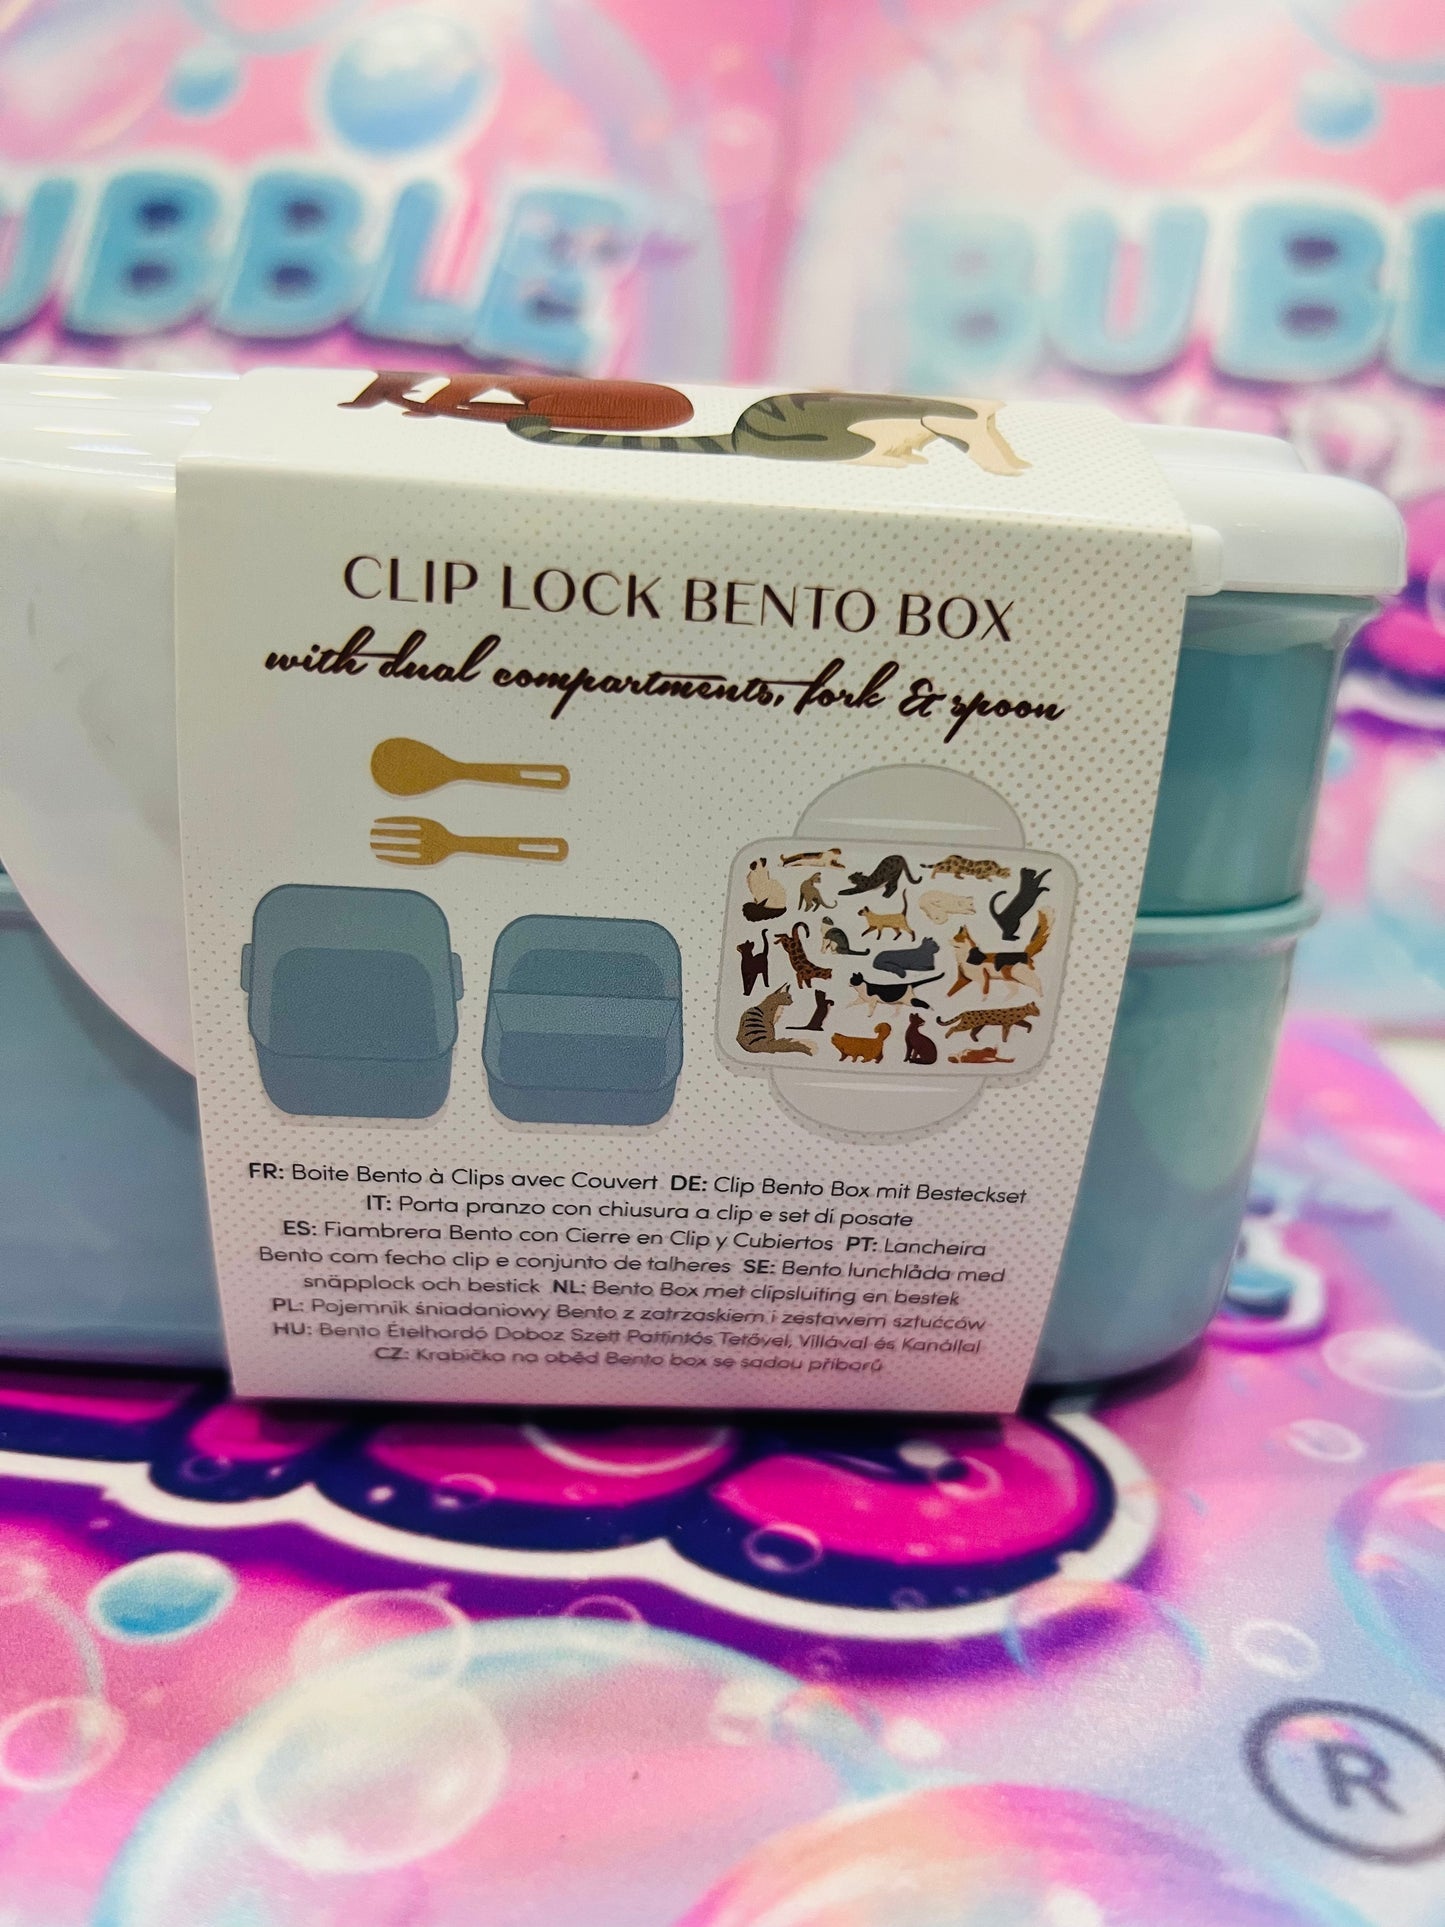 BUBBLE
BUB
CLIP LOCK BENTO BOX
with dual compartments, fork & spoon
FR: Boite Bento à Clips avec Couvert DE: Clip Bento Box mit Besteckset
IT: Porta pranzo con chiusura a clip e set di posate
ES: Fiambrera Bento con Cierre en Clip y Cubiertos PT: Lancheira
Bento com fecho clip e conjunto de talheres SE: Bento lunchlåda med
snäpplock och bestick NL: Bento Box met clipsluiting en bestek
PL: Pojemnik śniadaniowy Bento z zatrzaskiem i zestawem sztućców
HU: Bento Ételhordó Doboz Szett Pattintós Tetővel, Villával és Kanállal
CZ: Krabička na oběd Bento box se sadou příborů
®